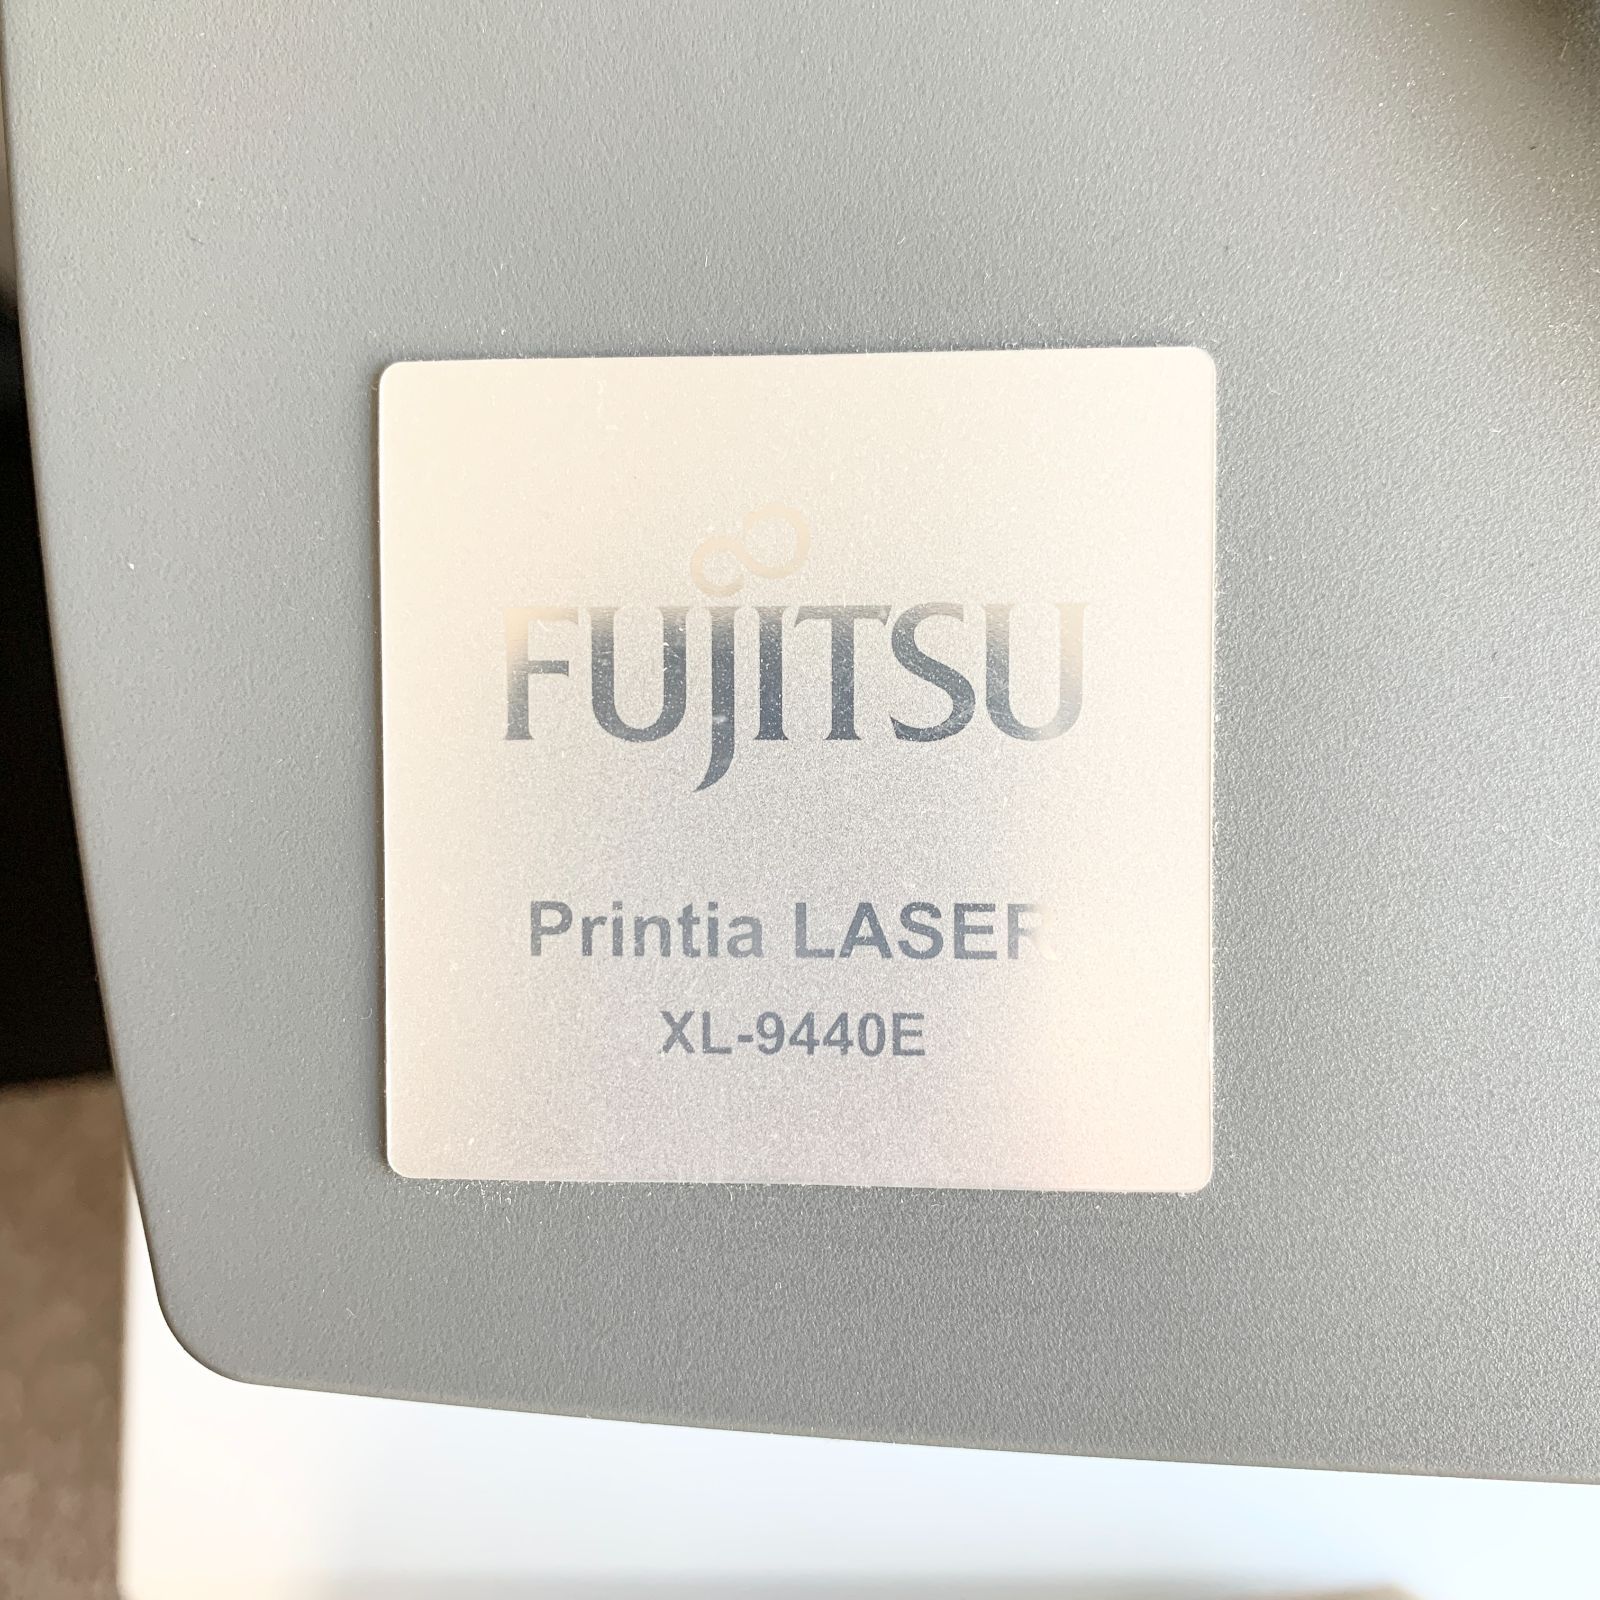 FUJITSU
Printia LASER
XL-9440E